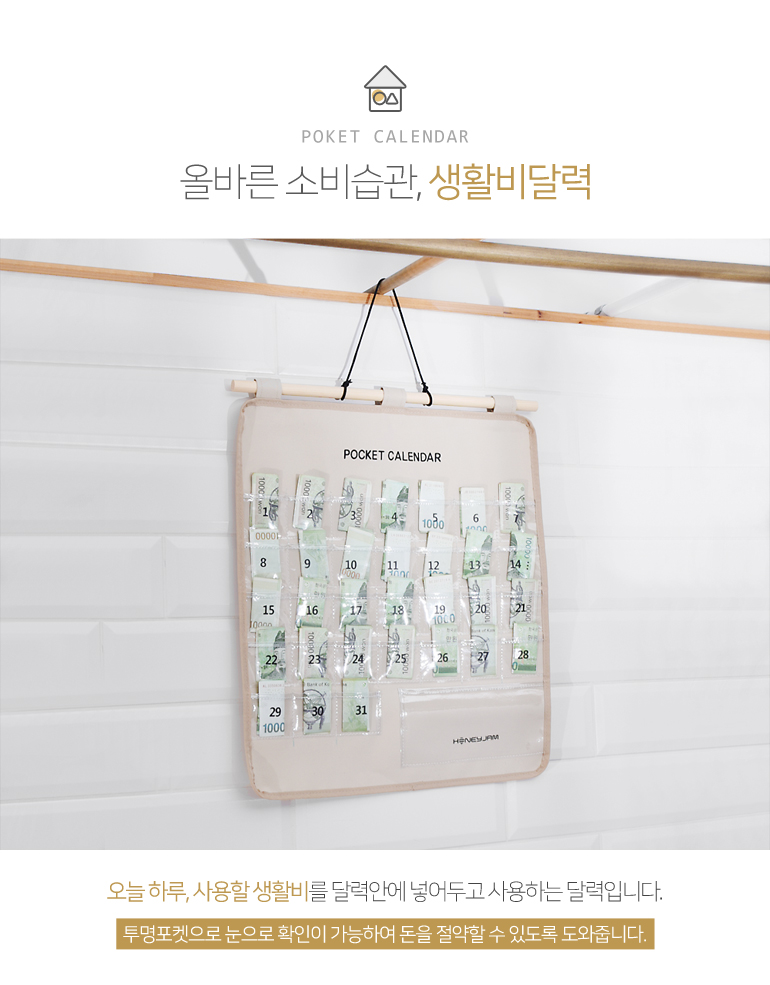 POKET CALENDAR
올바른 소비습관, 생활비달력
POCKET CALENDAR
1 2 3 4 5 6 7
8 9 10 11 12 13 14
15 16 17 18 19 20 21
22 23 24 25 26 27 28
29 30 31
HONEYJAM
오늘 하루, 사용할 생활비를 달력안에 넣어두고 사용하는 달력입니다.
투명포켓으로 눈으로 확인이 가능하여 돈을 절약할 수 있도록 도와줍니다.